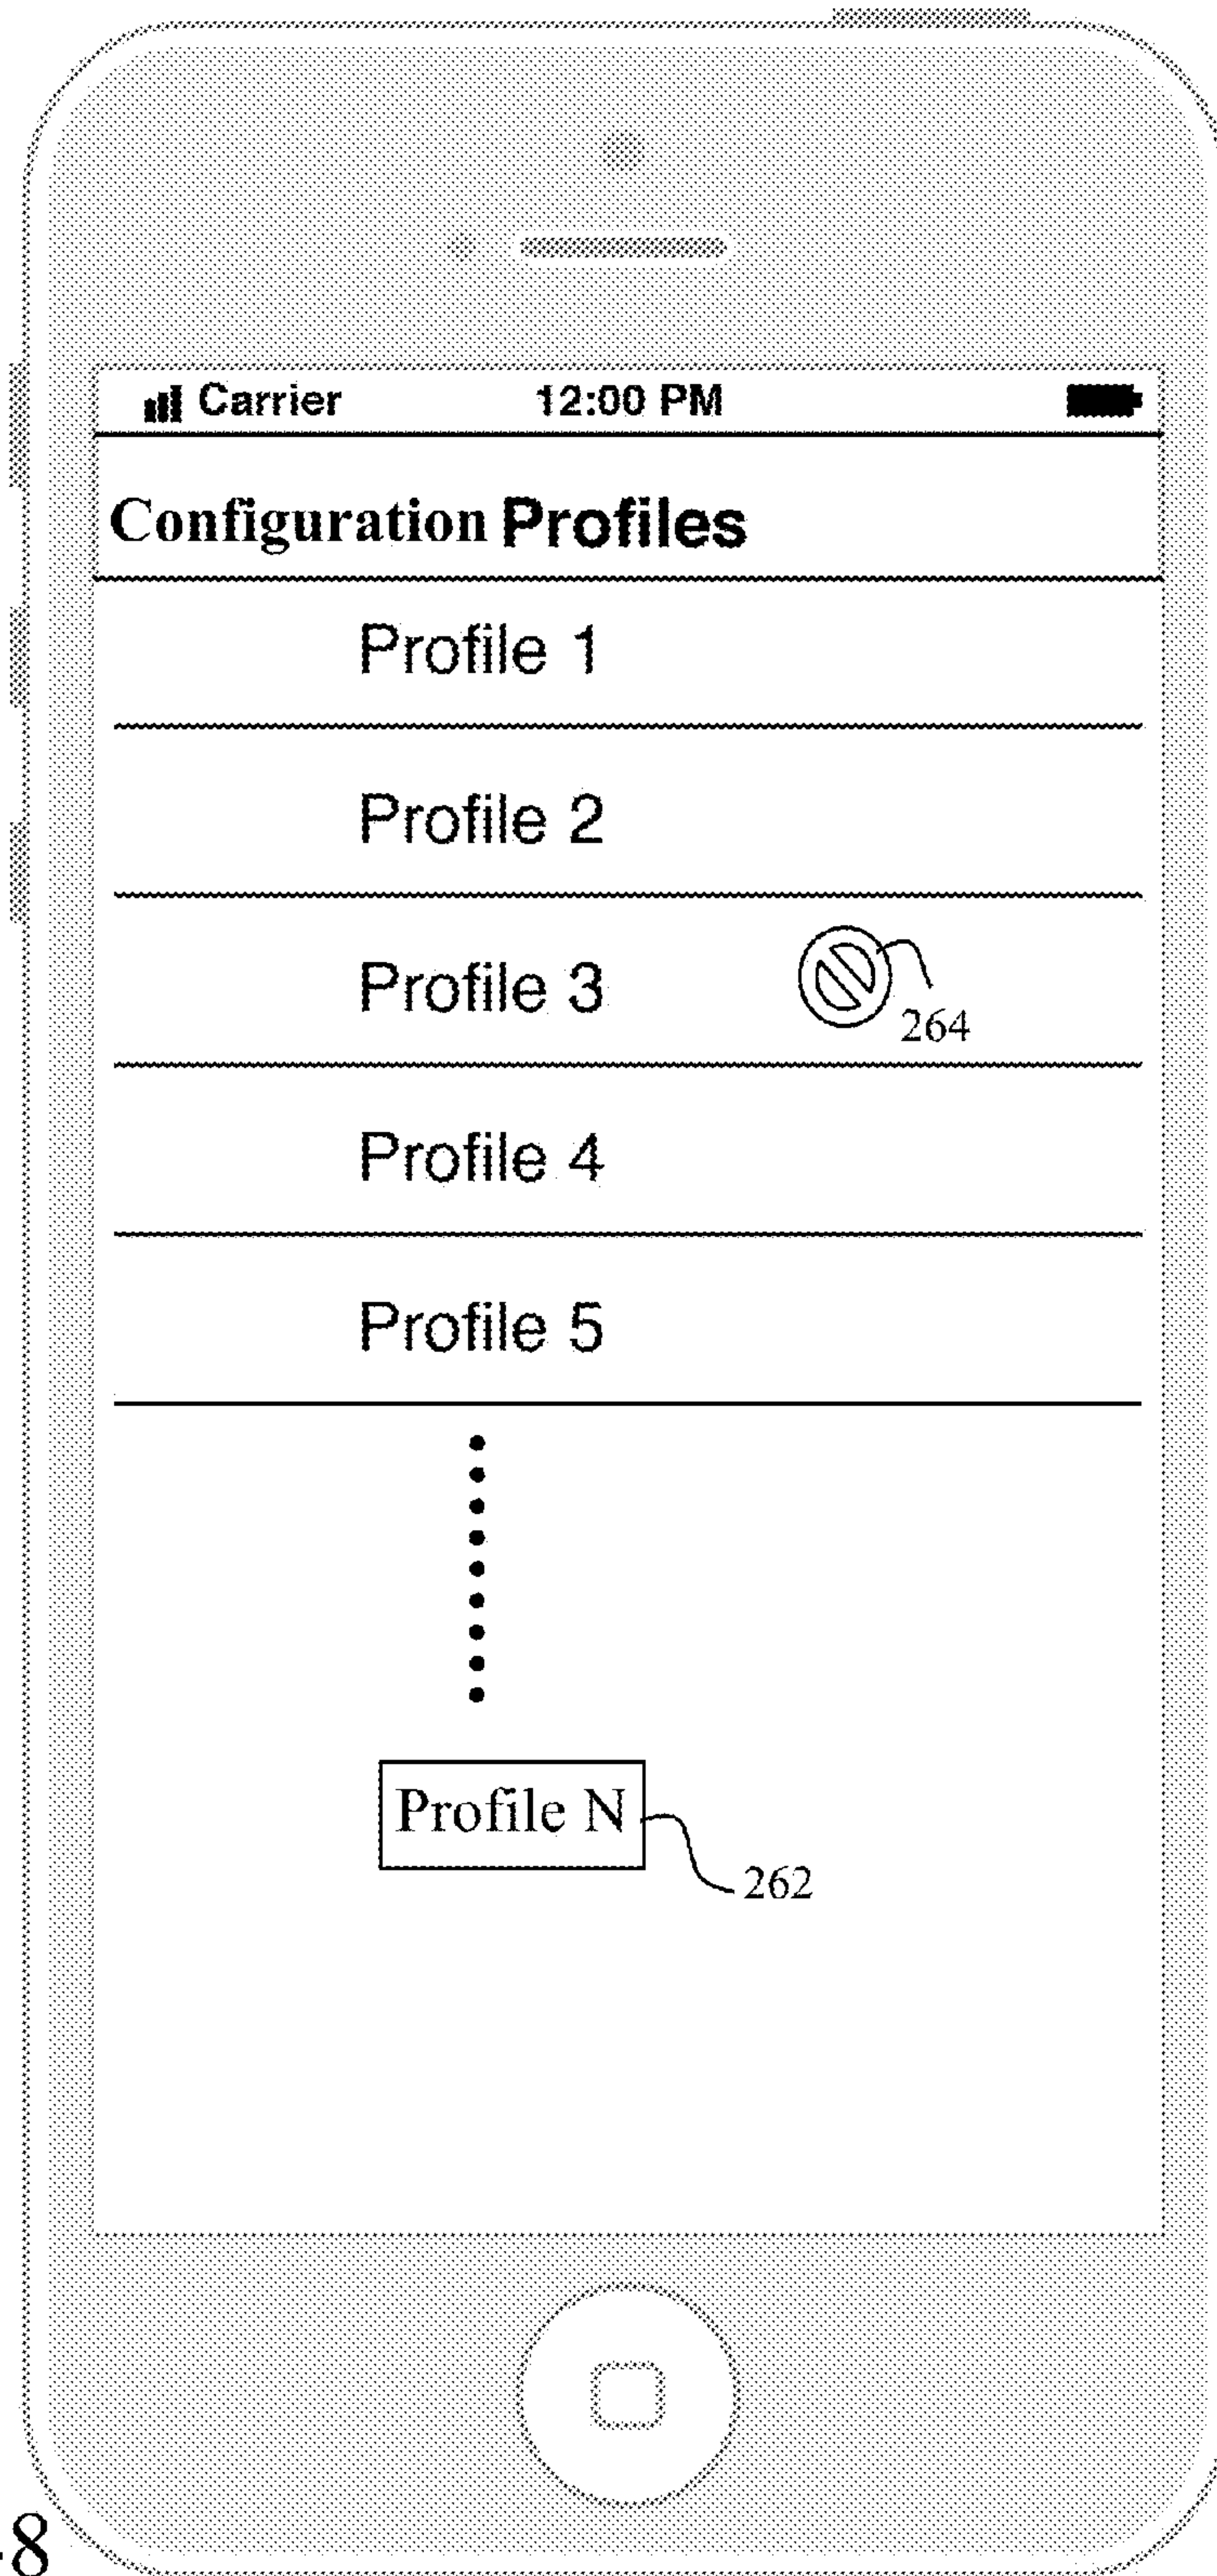 Carrier 12:00 PM
Configuration Profiles
Profile 1
Profile 2
Profile 3
264
Profile 4
Profile 5
Profile N
262
-8